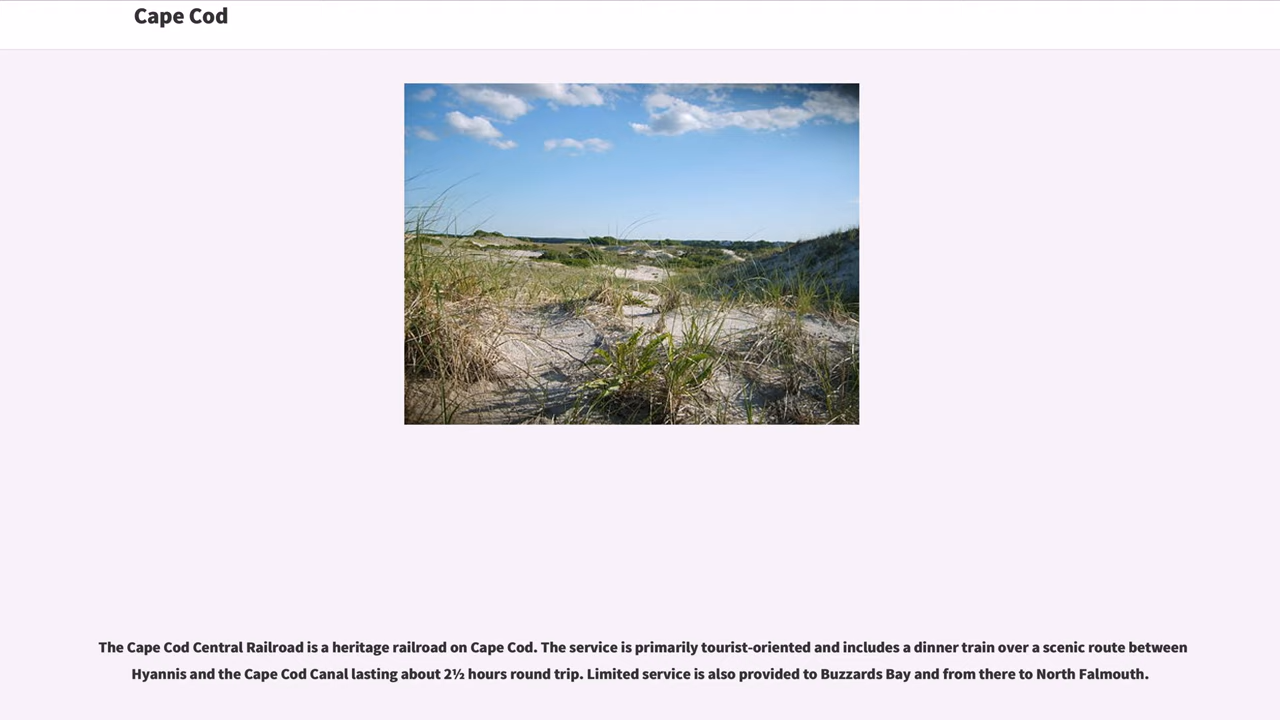 Cape Cod
The Cape Cod Central Railroad is a heritage railroad on Cape Cod. The service is primarily tourist-oriented and includes a dinner train over a scenic route between
Hyannis and the Cape Cod Canal lasting about 2½ hours round trip. Limited service is also provided to Buzzards Bay and from there to North Falmouth.